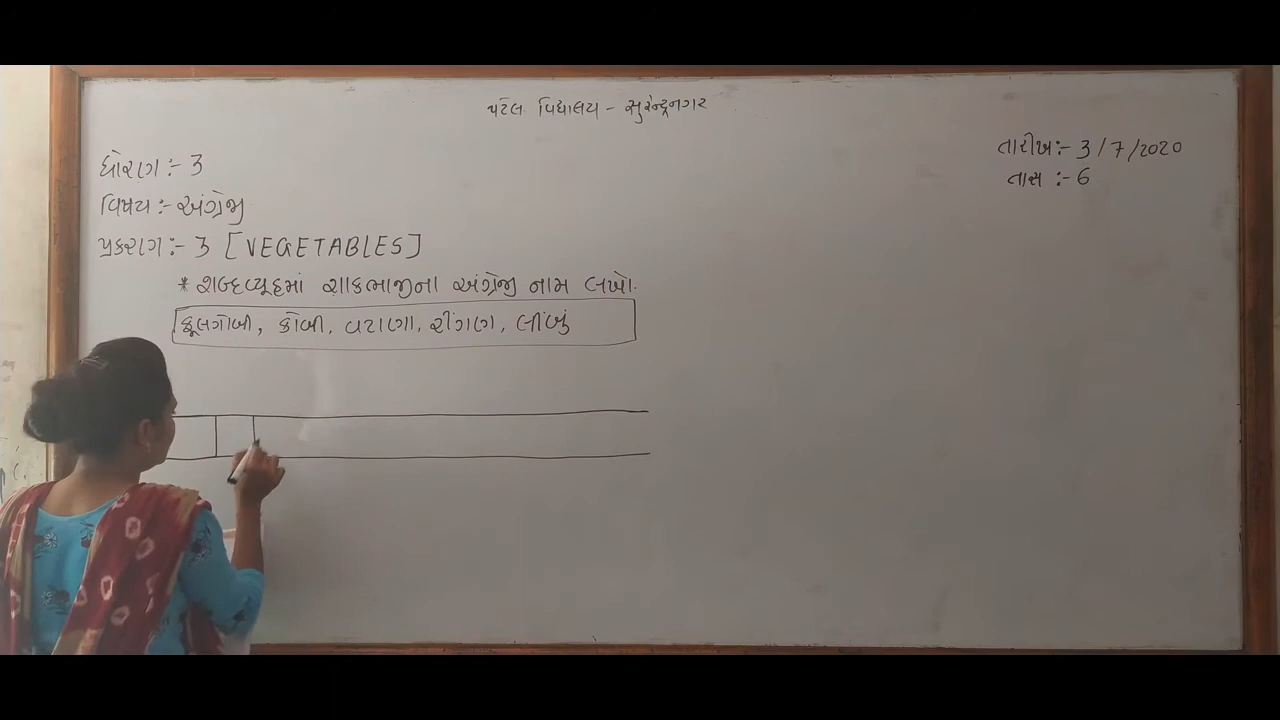 પટેલ વિદ્યાલય - સુરેન્દ્રનગર
તારીખ :- 3/7/2020
તાસ :- 6
ધોરણ :- 3
વિષય :- અંગ્રેજી
પ્રકરણ :- 3 [VEGETABLES]
* શબ્દવ્યૂહમાં શાકભાજીના અંગ્રેજી નામ લખો.
ફૂલગોબી, કોબી, વટાણા, રીંગણ, લીંબું